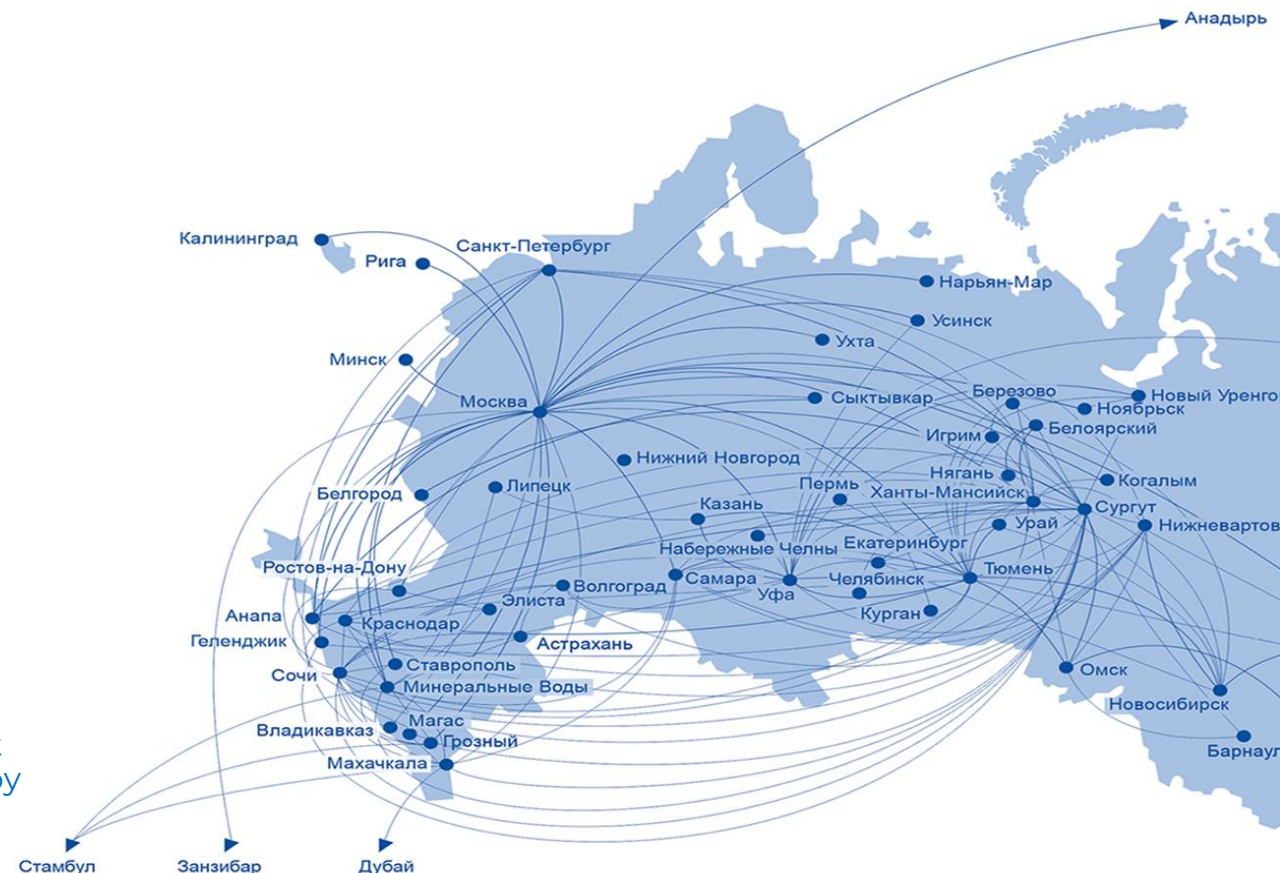 Анадырь
Калининград
Санкт-Петербург
Рига
Нарьян-Мар
Усинск
Ухта
Минск
Москва
Сыктывкар
Березово
Новый Уренго
Ноябрьск
Белоярский
Игрим
Нижний Новгород
Нягань
Когалым
Липецк
Белгород
Пермь
Ханты-Мансийск
Казань
Сургут
Урай
Нижневартов
Набережные Челны
Екатеринбург
Ростов-на-Дону
Тюмень
Самара
Челябинск
Волгоград
Уфа
Элиста
Курган
Анапа
Краснодар
Геленджик
Астрахань
Ставрополь
Сочи
Омск
Минеральные Воды
Новосибирск
Магас
Владикавказ
Грозный
Барнаул
Махачкала
ру
Стамбул
Занзибар
Дубай